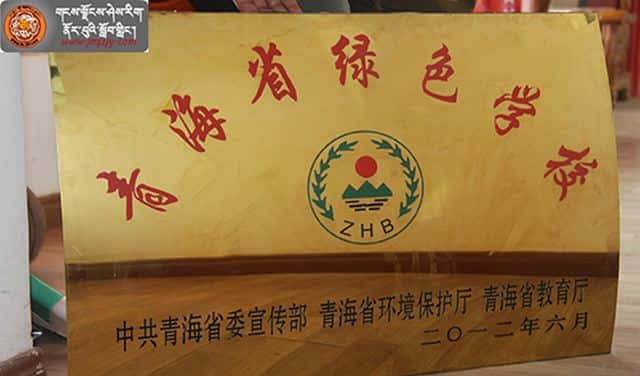 གངས་ལྗོངས་ཤེས་རིག
ནོར་བུའི་སློབ་གླིང་།
青海省绿色学校
ZHB
中共青海省委宣传部 青海省环境保护厅 青海省教育厅
二〇一二年六月